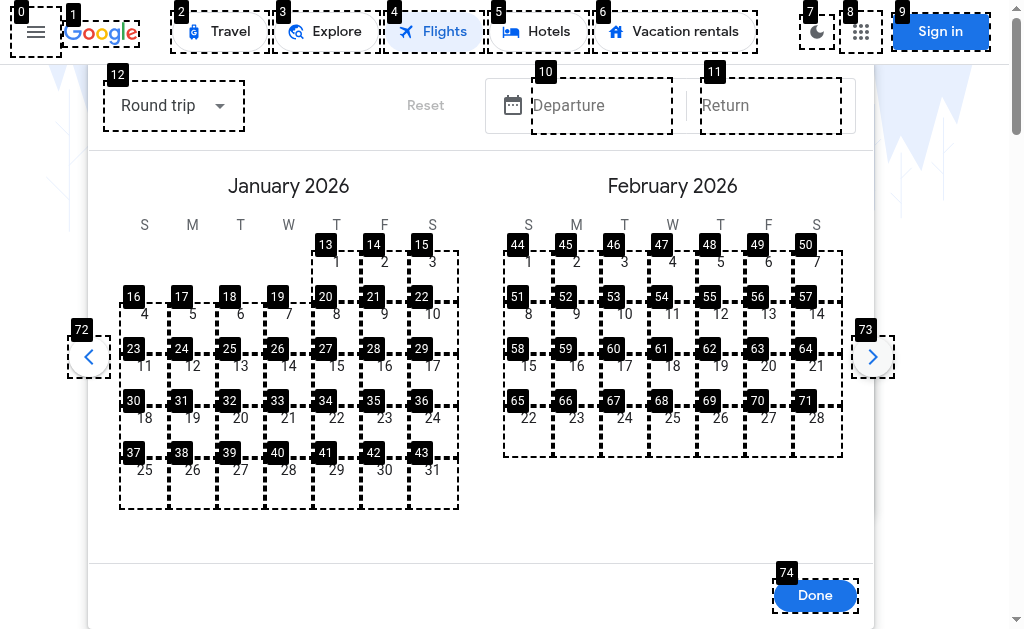 Google
Travel
Explore
Flights
Hotels
Vacation rentals
Sign in
0 1 2 3 4 5 6 7 8 9
12 10 11
Round trip
Reset
Departure
Return
January 2026
S M T W T F S
13 14 15
1 2 3
16 17 18 19 20 21 22
4 5 6 7 8 9 10
23 24 25 26 27 28 29
11 12 13 14 15 16 17
30 31 32 33 34 35 36
18 19 20 21 22 23 24
37 38 39 40 41 42 43
25 26 27 28 29 30 31
February 2026
S M T W T F S
44 45 46 47 48 49 50
1 2 3 4 5 6 7
51 52 53 54 55 56 57
8 9 10 11 12 13 14
58 59 60 61 62 63 64
15 16 17 18 19 20 21
65 66 67 68 69 70 71
22 23 24 25 26 27 28
72 73
74
Done